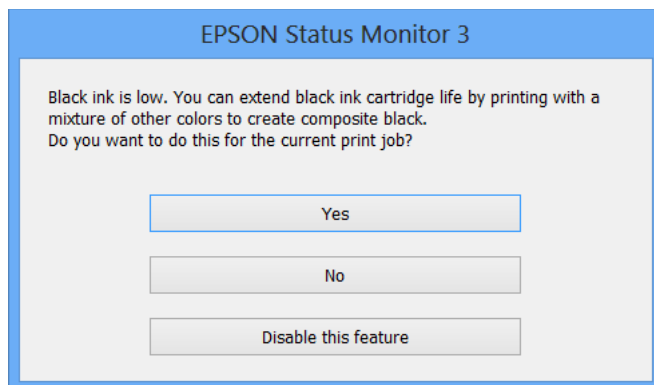 EPSON Status Monitor 3
Black ink is low. You can extend black ink cartridge life by printing with a
mixture of other colors to create composite black.
Do you want to do this for the current print job?
Yes
No
Disable this feature